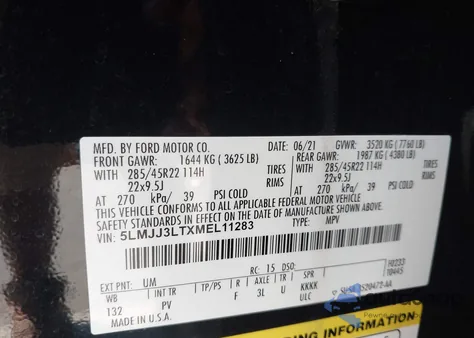 MFD. BY FORD MOTOR CO. 06/21 GVWR: 3520 KG ( 7760 LB)
FRONT GAWR: 1644 KG ( 3625 LB) REAR GAWR: 1987 KG ( 4380 LB)
WITH 285/45R22 114H TIRES WITH 285/45R22 114H TIRES
22x9.5J RIMS 22x9.5J RIMS
AT 270 kPa/ 39 PSI COLD AT 270 kPa/ 39 PSI COLD
THIS VEHICLE CONFORMS TO ALL APPLICABLE FEDERAL MOTOR VEHICLE
SAFETY STANDARDS IN EFFECT ON THE DATE OF MANUFACTURE SHOWN ABOVE.
VIN: 5LMJJ3LTXMEL11283 TYPE: MPV
EXT PNT: UM RC: 15 DSO:
WB INT TR TP/PS R AXLE TR SPR
132 PV F 3L U KKKK
MADE IN U.S.A. ULC
ING INFORMATION